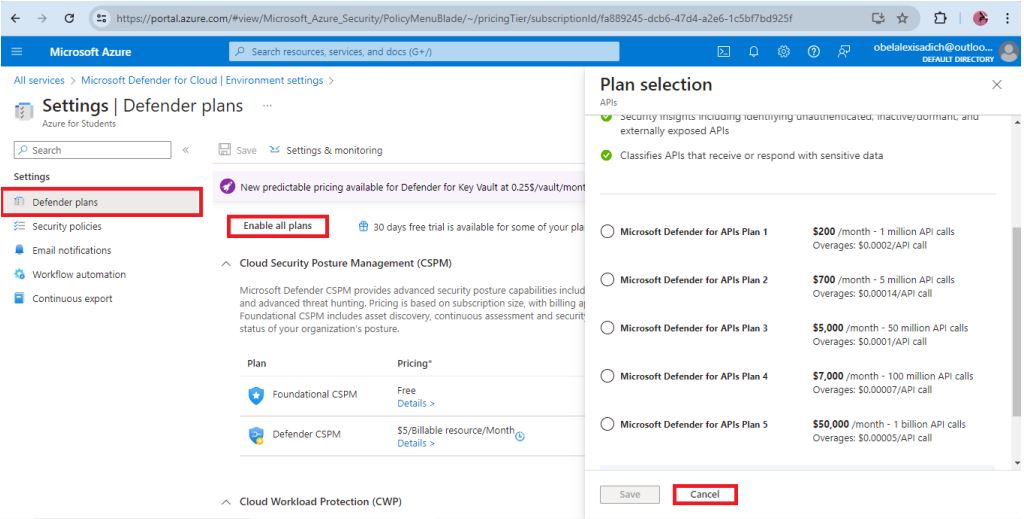 https://portal.azure.com/#view/Microsoft_Azure_Security/PolicyMenuBlade/~/pricingTier/subscriptionId/fa889245-dcb6-47d4-a2e6-1c5bf7bd925f
Microsoft Azure
Search resources, services, and docs (G+/)
obelalexisadich@outloo...
DEFAULT DIRECTORY
All services > Microsoft Defender for Cloud | Environment settings >
Settings | Defender plans ...
Azure for Students
Search
«
Settings
Defender plans
Security policies
Email notifications
Workflow automation
Continuous export
Save
Settings & monitoring
New predictable pricing available for Defender for Key Vault at 0.25$/vault/mont
Enable all plans
30 days free trial is available for some of your pla
Cloud Security Posture Management (CSPM)
Microsoft Defender CSPM provides advanced security posture capabilities includ
and advanced threat hunting. Pricing is based on subscription size, with billing ap
Foundational CSPM includes asset discovery, continuous assessment and security
status of your organization's posture.
Plan Pricing*
Foundational CSPM Free
Details >
Defender CSPM $5/Billable resource/Month
Details >
Cloud Workload Protection (CWP)
Plan selection
APIs
Security insights including identifying unauthenticated, inactive/dormant, and
externally exposed APIs
Classifies APIs that receive or respond with sensitive data
Microsoft Defender for APIs Plan 1 $200 /month - 1 million API calls
Overages: $0.0002/API call
Microsoft Defender for APIs Plan 2 $700 /month - 5 million API calls
Overages: $0.00014/API call
Microsoft Defender for APIs Plan 3 $5,000 /month - 50 million API calls
Overages: $0.0001/API call
Microsoft Defender for APIs Plan 4 $7,000 /month - 100 million API calls
Overages: $0.00007/API call
Microsoft Defender for APIs Plan 5 $50,000 /month - 1 billion API calls
Overages: $0.00005/API call
Save
Cancel